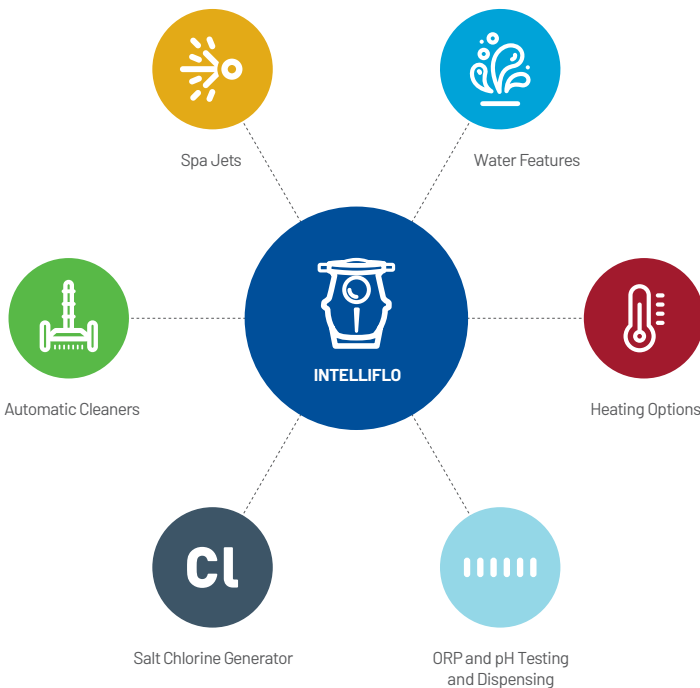 Spa Jets
Water Features
INTELLIFLO
Automatic Cleaners
Heating Options
Cl
Salt Chlorine Generator
ORP and pH Testing
and Dispensing